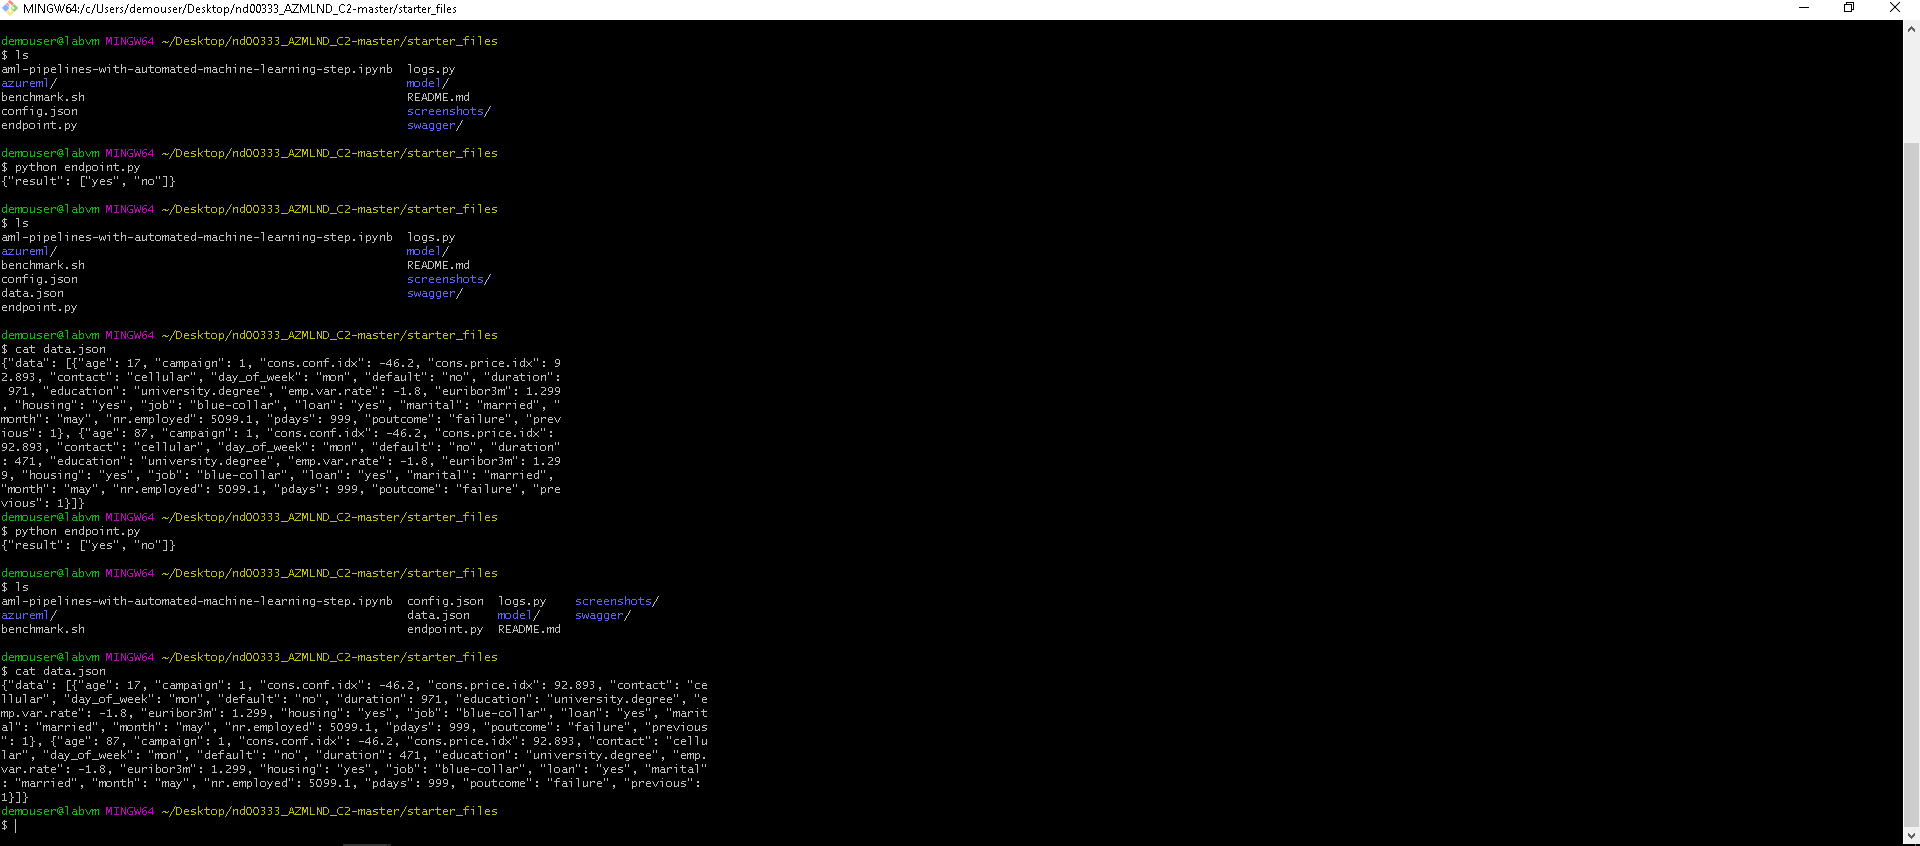 MINGW64:/c/Users/demouser/Desktop/nd00333_AZMLND_C2-master/starter_files
demouser@labvm MINGW64 ~/Desktop/nd00333_AZMLND_C2-master/starter_files
$ ls
aml-pipelines-with-automated-machine-learning-step.ipynb  logs.py
azureml/                                                  model/
benchmark.sh                                              README.md
config.json                                               screenshots/
endpoint.py                                               swagger/
demouser@labvm MINGW64 ~/Desktop/nd00333_AZMLND_C2-master/starter_files
$ python endpoint.py
{"result": ["yes", "no"]}
demouser@labvm MINGW64 ~/Desktop/nd00333_AZMLND_C2-master/starter_files
$ ls
aml-pipelines-with-automated-machine-learning-step.ipynb  logs.py
azureml/                                                  model/
benchmark.sh                                              README.md
config.json                                               screenshots/
data.json                                                 swagger/
endpoint.py
demouser@labvm MINGW64 ~/Desktop/nd00333_AZMLND_C2-master/starter_files
$ cat data.json
{"data": [{"age": 17, "campaign": 1, "cons.conf.idx": -46.2, "cons.price.idx": 9
2.893, "contact": "cellular", "day_of_week": "mon", "default": "no", "duration":
 971, "education": "university.degree", "emp.var.rate": -1.8, "euribor3m": 1.299
, "housing": "yes", "job": "blue-collar", "loan": "yes", "marital": "married", "
month": "may", "nr.employed": 5099.1, "pdays": 999, "poutcome": "failure", "prev
ious": 1}, {"age": 87, "campaign": 1, "cons.conf.idx": -46.2, "cons.price.idx":
92.893, "contact": "cellular", "day_of_week": "mon", "default": "no", "duration"
: 471, "education": "university.degree", "emp.var.rate": -1.8, "euribor3m": 1.29
9, "housing": "yes", "job": "blue-collar", "loan": "yes", "marital": "married",
"month": "may", "nr.employed": 5099.1, "pdays": 999, "poutcome": "failure", "pre
vious": 1}]}
demouser@labvm MINGW64 ~/Desktop/nd00333_AZMLND_C2-master/starter_files
$ python endpoint.py
{"result": ["yes", "no"]}
demouser@labvm MINGW64 ~/Desktop/nd00333_AZMLND_C2-master/starter_files
$ ls
aml-pipelines-with-automated-machine-learning-step.ipynb  config.json  logs.py    screenshots/
azureml/                                                  data.json    model/     swagger/
benchmark.sh                                              endpoint.py  README.md
demouser@labvm MINGW64 ~/Desktop/nd00333_AZMLND_C2-master/starter_files
$ cat data.json
{"data": [{"age": 17, "campaign": 1, "cons.conf.idx": -46.2, "cons.price.idx": 92.893, "contact": "ce
llular", "day_of_week": "mon", "default": "no", "duration": 971, "education": "university.degree", "e
mp.var.rate": -1.8, "euribor3m": 1.299, "housing": "yes", "job": "blue-collar", "loan": "yes", "marit
al": "married", "month": "may", "nr.employed": 5099.1, "pdays": 999, "poutcome": "failure", "previous
": 1}, {"age": 87, "campaign": 1, "cons.conf.idx": -46.2, "cons.price.idx": 92.893, "contact": "cellu
lar", "day_of_week": "mon", "default": "no", "duration": 471, "education": "university.degree", "emp.
var.rate": -1.8, "euribor3m": 1.299, "housing": "yes", "job": "blue-collar", "loan": "yes", "marital"
: "married", "month": "may", "nr.employed": 5099.1, "pdays": 999, "poutcome": "failure", "previous":
1}]}
demouser@labvm MINGW64 ~/Desktop/nd00333_AZMLND_C2-master/starter_files
$